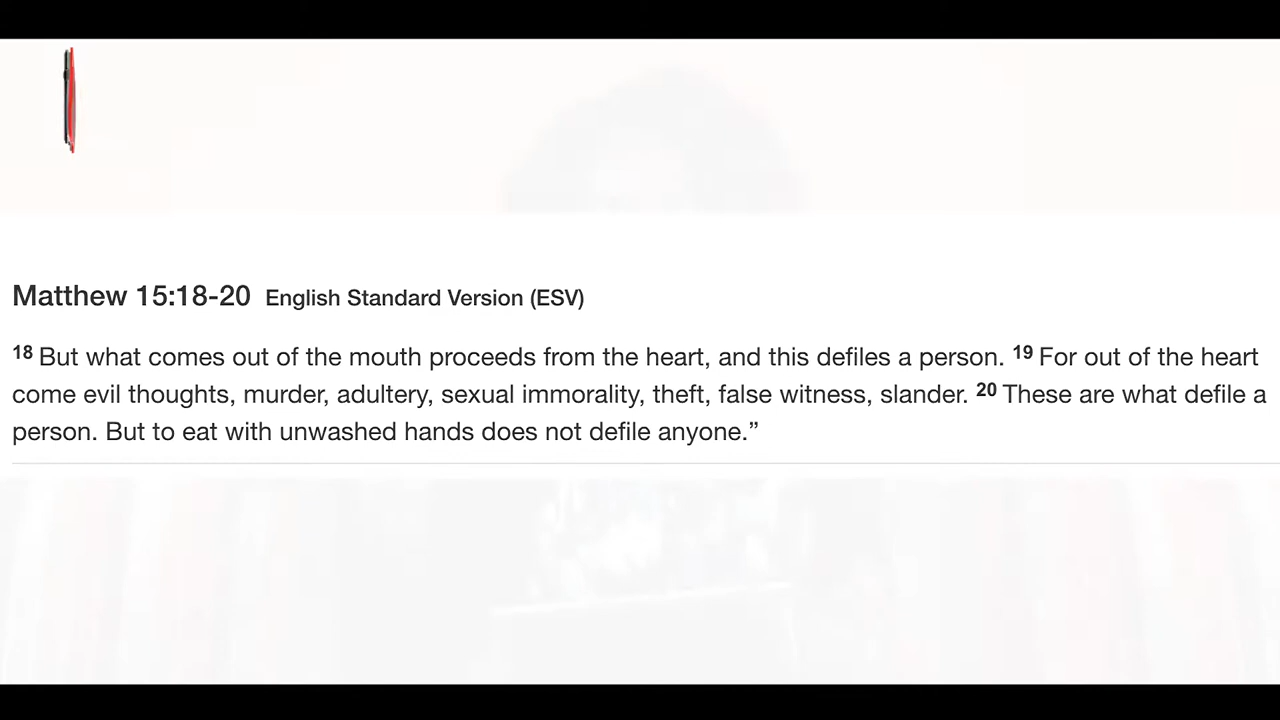 Matthew 15:18-20 English Standard Version (ESV)
18 But what comes out of the mouth proceeds from the heart, and this defiles a person. 19 For out of the heart
come evil thoughts, murder, adultery, sexual immorality, theft, false witness, slander. 20 These are what defile a
person. But to eat with unwashed hands does not defile anyone.”